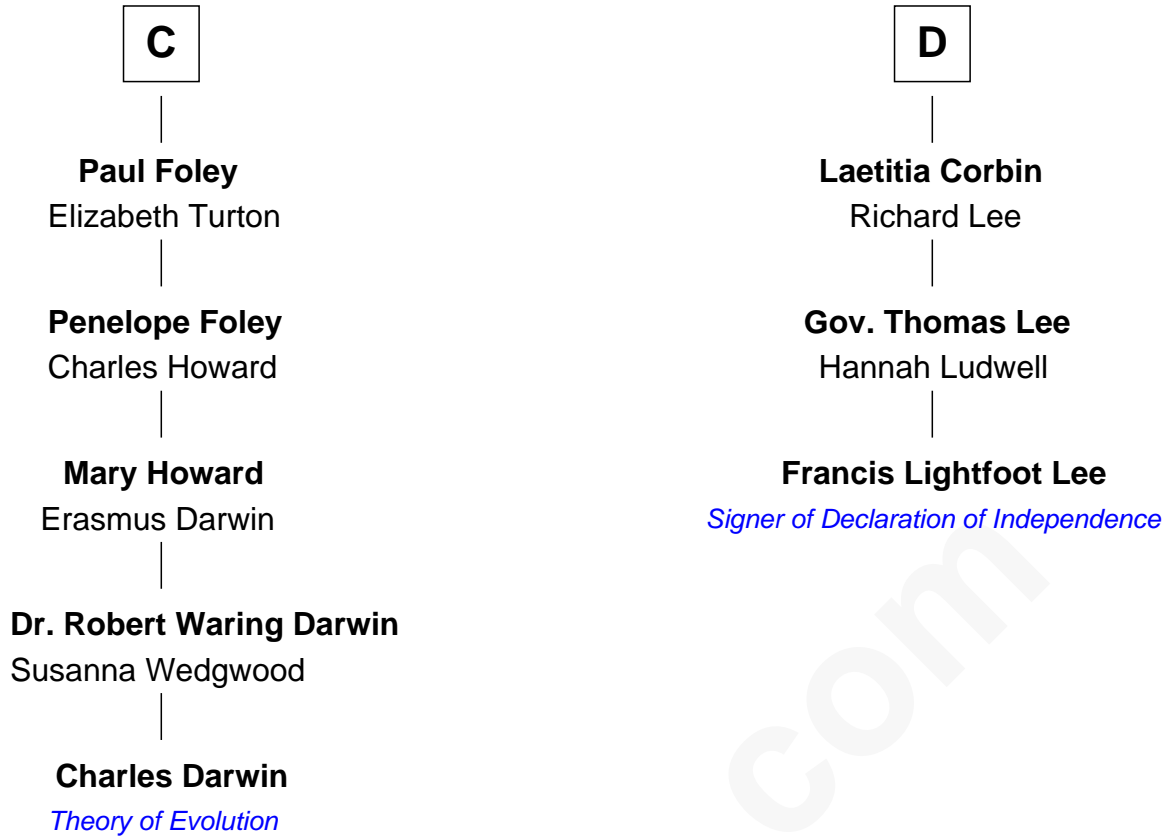 C
Paul Foley
Elizabeth Turton
Penelope Foley
Charles Howard
Mary Howard
Erasmus Darwin
Dr. Robert Waring Darwin
Susanna Wedgwood
Charles Darwin
Theory of Evolution
D
Laetitia Corbin
Richard Lee
Gov. Thomas Lee
Hannah Ludwell
Francis Lightfoot Lee
Signer of Declaration of Independence
com